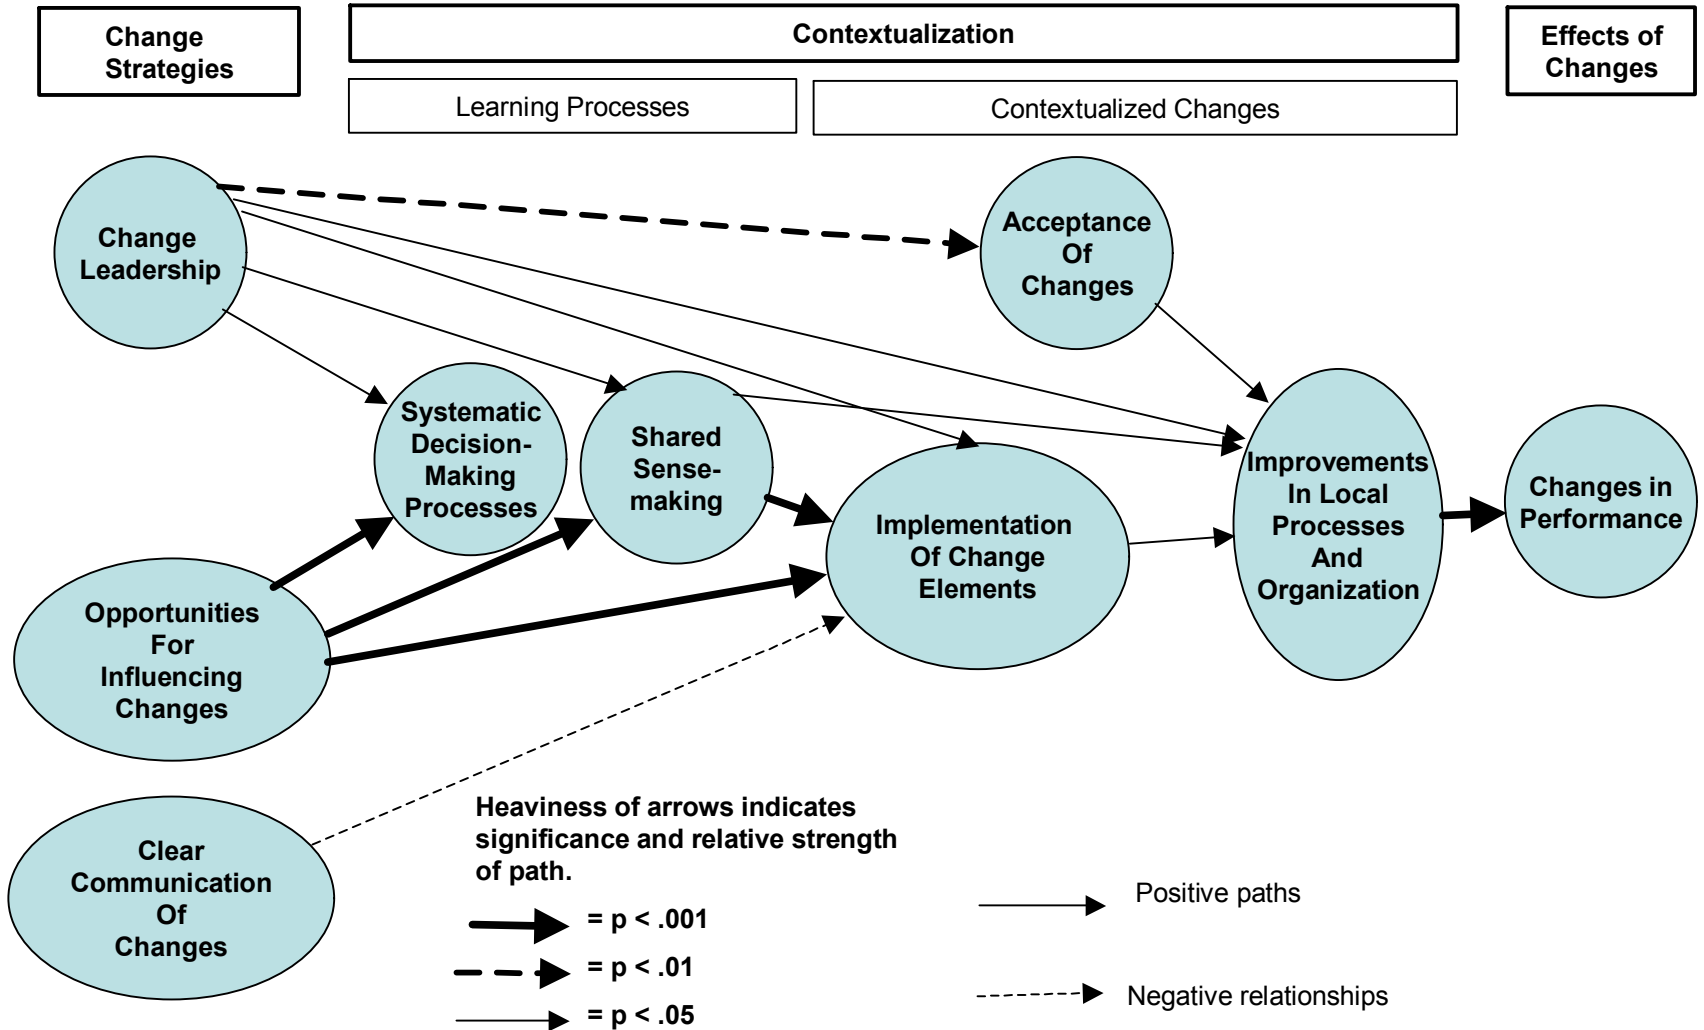 Change
Strategies
Contextualization
Effects of
Changes
Learning Processes
Contextualized Changes
Change
Leadership
Acceptance
Of
Changes
Systematic
Decision-
Making
Processes
Shared
Sense-
making
Implementation
Of Change
Elements
Improvements
In Local
Processes
And
Organization
Changes in
Performance
Opportunities
For
Influencing
Changes
Clear
Communication
Of
Changes
Heaviness of arrows indicates
significance and relative strength
of path.
= p < .001
= p < .01
= p < .05
Positive paths
Negative relationships